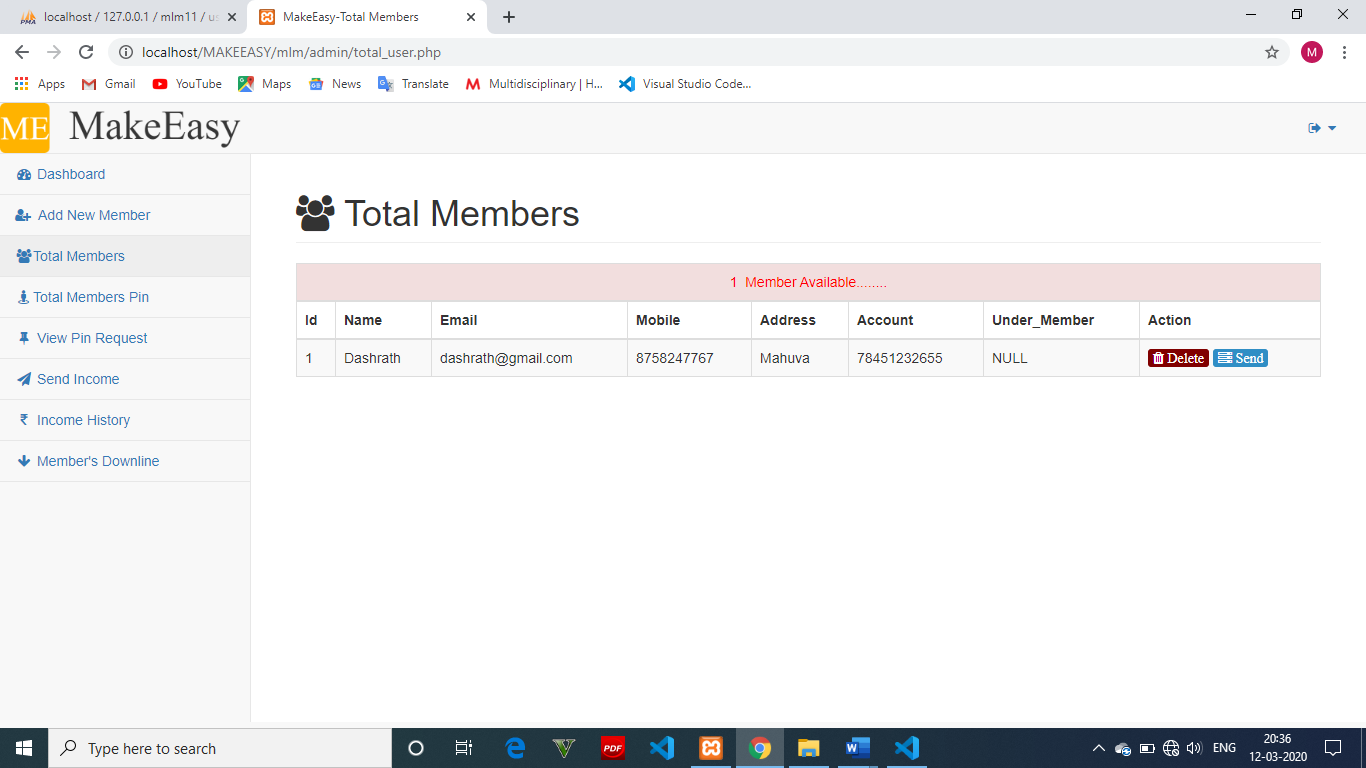 localhost / 127.0.0.1 / mlm11 / us
MakeEasy-Total Members
localhost/MAKEEASY/mlm/admin/total_user.php
M
Apps Gmail YouTube Maps News Translate Multidisciplinary | H... Visual Studio Code...
ME MakeEasy
Dashboard
Add New Member
Total Members
Total Members Pin
View Pin Request
Send Income
Income History
Member's Downline
Total Members
1 Member Available........
Id Name Email Mobile Address Account Under_Member Action
1 Dashrath dashrath@gmail.com 8758247767 Mahuva 78451232655 NULL Delete Send
Type here to search
PDF
ENG
20:36
12-03-2020